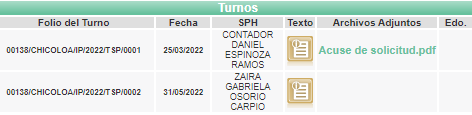 Turnos
Folio del Turno Fecha SPH Texto Archivos Adjuntos Edo.
00138/CHICOLOA/IP/2022/TSP/0001 25/03/2022 CONTADOR DANIEL ESPINOZA RAMOS Acuse de solicitud.pdf
00138/CHICOLOA/IP/2022/TSP/0002 31/05/2022 ZAIRA GABRIELA OSORIO CARPIO